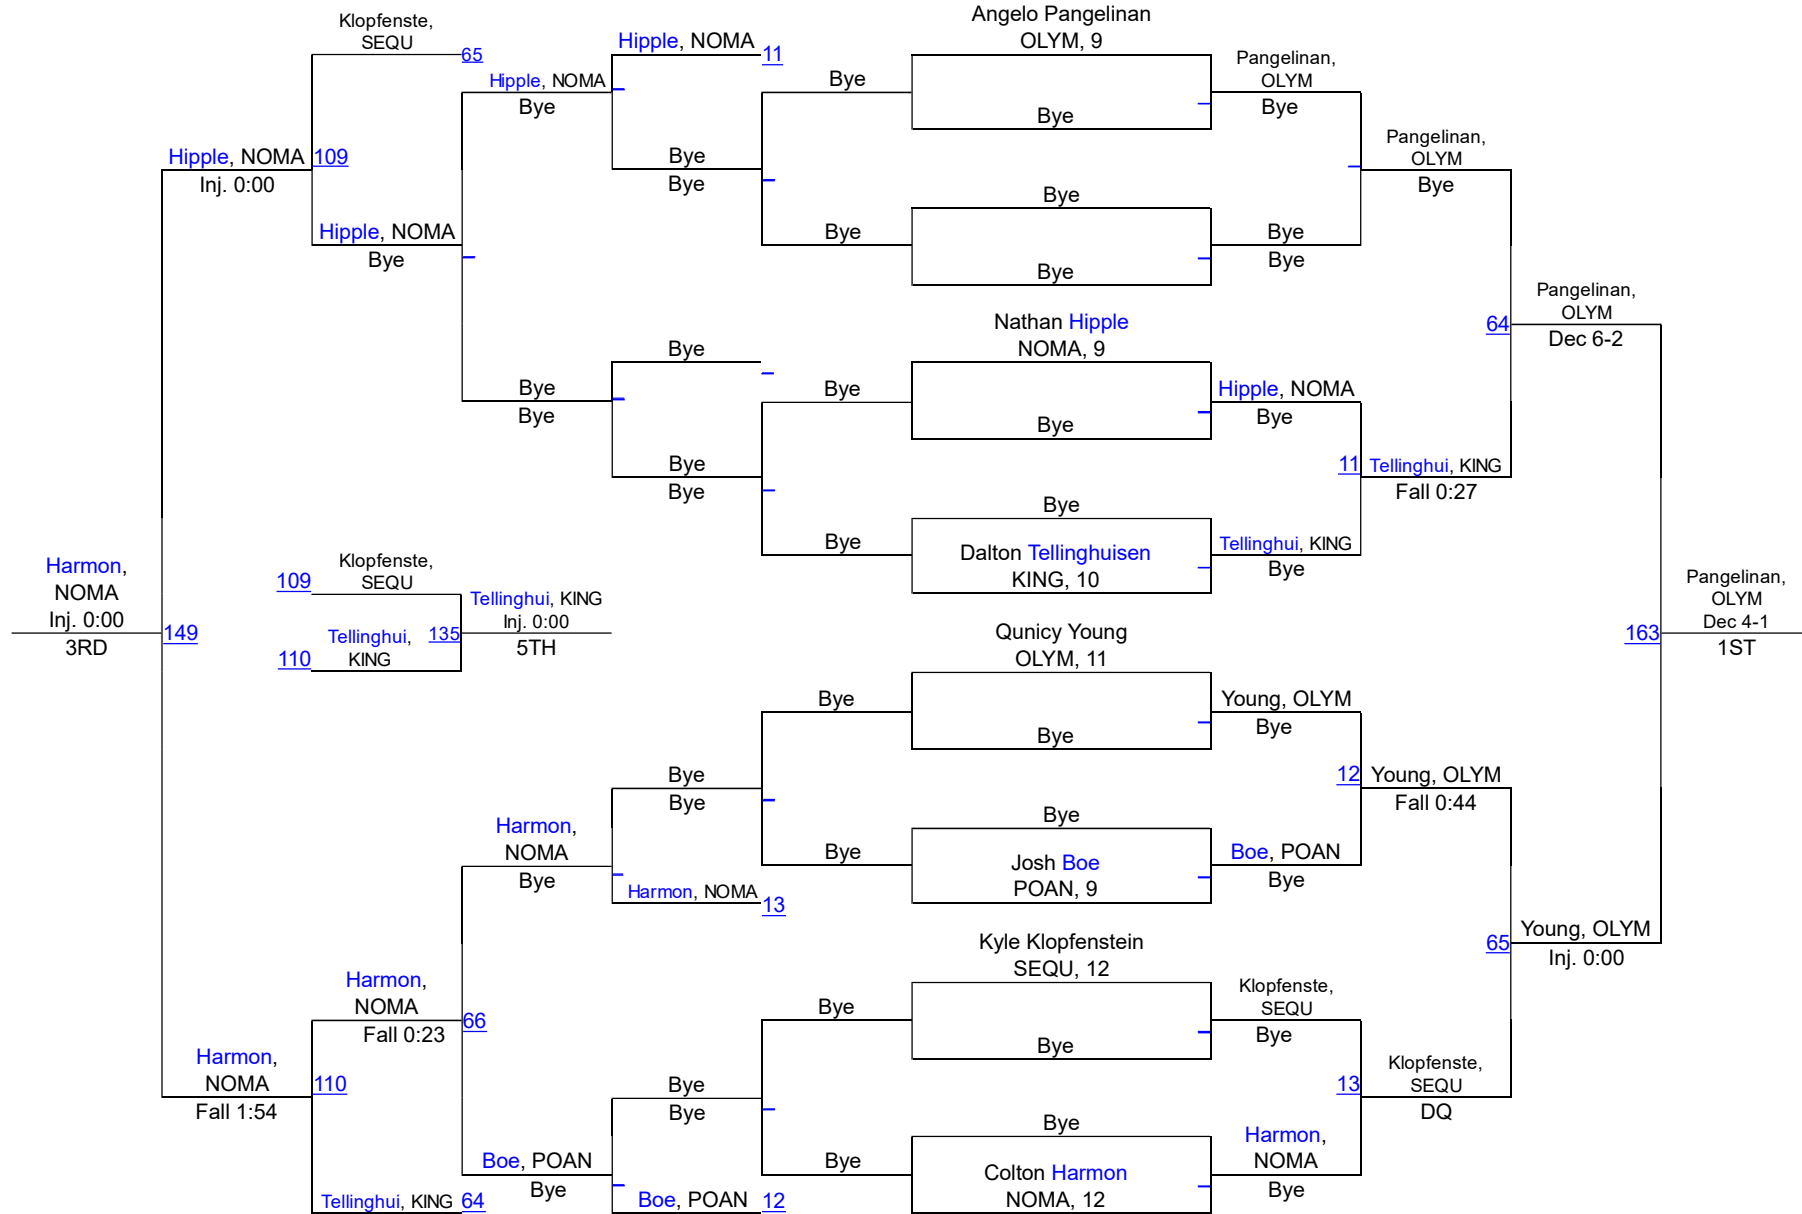 Klopfenste,
SEQU
65
Hipple, NOMA
Bye
Hipple, NOMA
11
Hipple, NOMA
Inj. 0:00
109
Hipple, NOMA
Bye
Bye
Bye
Bye
Bye
Bye
Bye
Bye
Bye
Bye
Bye
Bye
Bye
Harmon,
NOMA
Inj. 0:00
3RD
149
109
Klopfenste,
SEQU
110
Tellinghui,
KING
135
Tellinghui, KING
Inj. 0:00
5TH
Harmon,
NOMA
Fall 1:54
110
Harmon,
NOMA
Fall 0:23
66
Tellinghui, KING
64
Harmon,
NOMA
Bye
Bye
Bye
Harmon, NOMA
13
Boe, POAN
Bye
Bye
Bye
Boe, POAN
12
Bye
Bye
Bye
Bye
Angelo Pangelinan
OLYM, 9
Bye
Bye
Bye
Nathan Hipple
NOMA, 9
Bye
Bye
Dalton Tellinghuisen
KING, 10
Qunicy Young
OLYM, 11
Bye
Bye
Josh Boe
POAN, 9
Kyle Klopfenstein
SEQU, 12
Bye
Bye
Colton Harmon
NOMA, 12
Pangelinan,
OLYM
Bye
Bye
Bye
Pangelinan,
OLYM
Bye
Hipple, NOMA
Bye
11
Tellinghui, KING
Fall 0:27
Tellinghui, KING
Bye
64
Pangelinan,
OLYM
Dec 6-2
Young, OLYM
Bye
12
Young, OLYM
Fall 0:44
Boe, POAN
Bye
Klopfenste,
SEQU
Bye
13
Klopfenste,
SEQU
DQ
Harmon,
NOMA
Bye
65
Young, OLYM
Inj. 0:00
163
Pangelinan,
OLYM
Dec 4-1
1ST